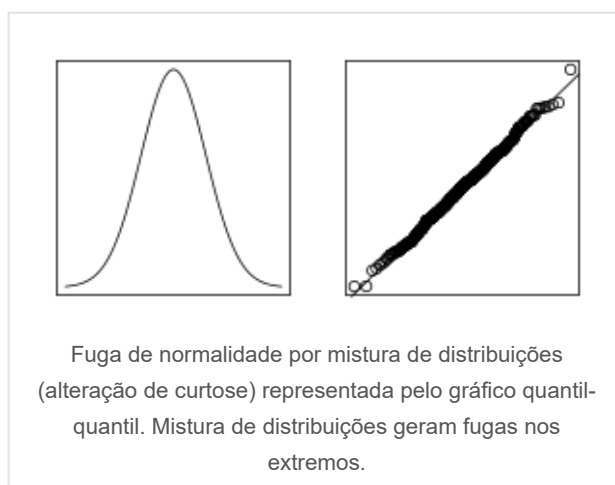 Fuga de normalidade por mistura de distribuições
(alteração de curtose) representada pelo gráfico quantil-
quantil. Mistura de distribuições geram fugas nos
extremos.